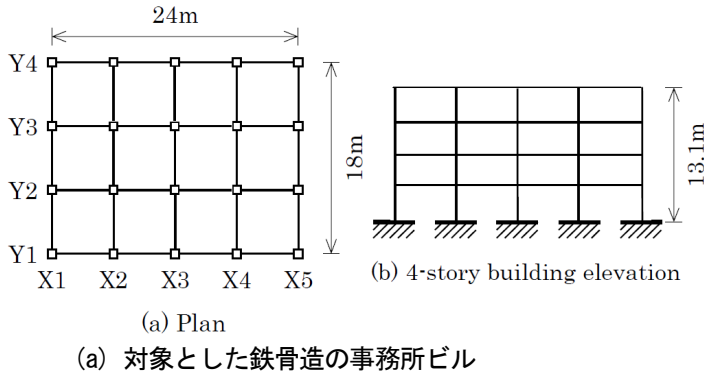 24m
Y4
Y3
Y2
Y1
X1 X2 X3 X4 X5
18m
13.1m
(a) Plan
(b) 4-story building elevation
(a) 対象とした鉄骨造の事務所ビル